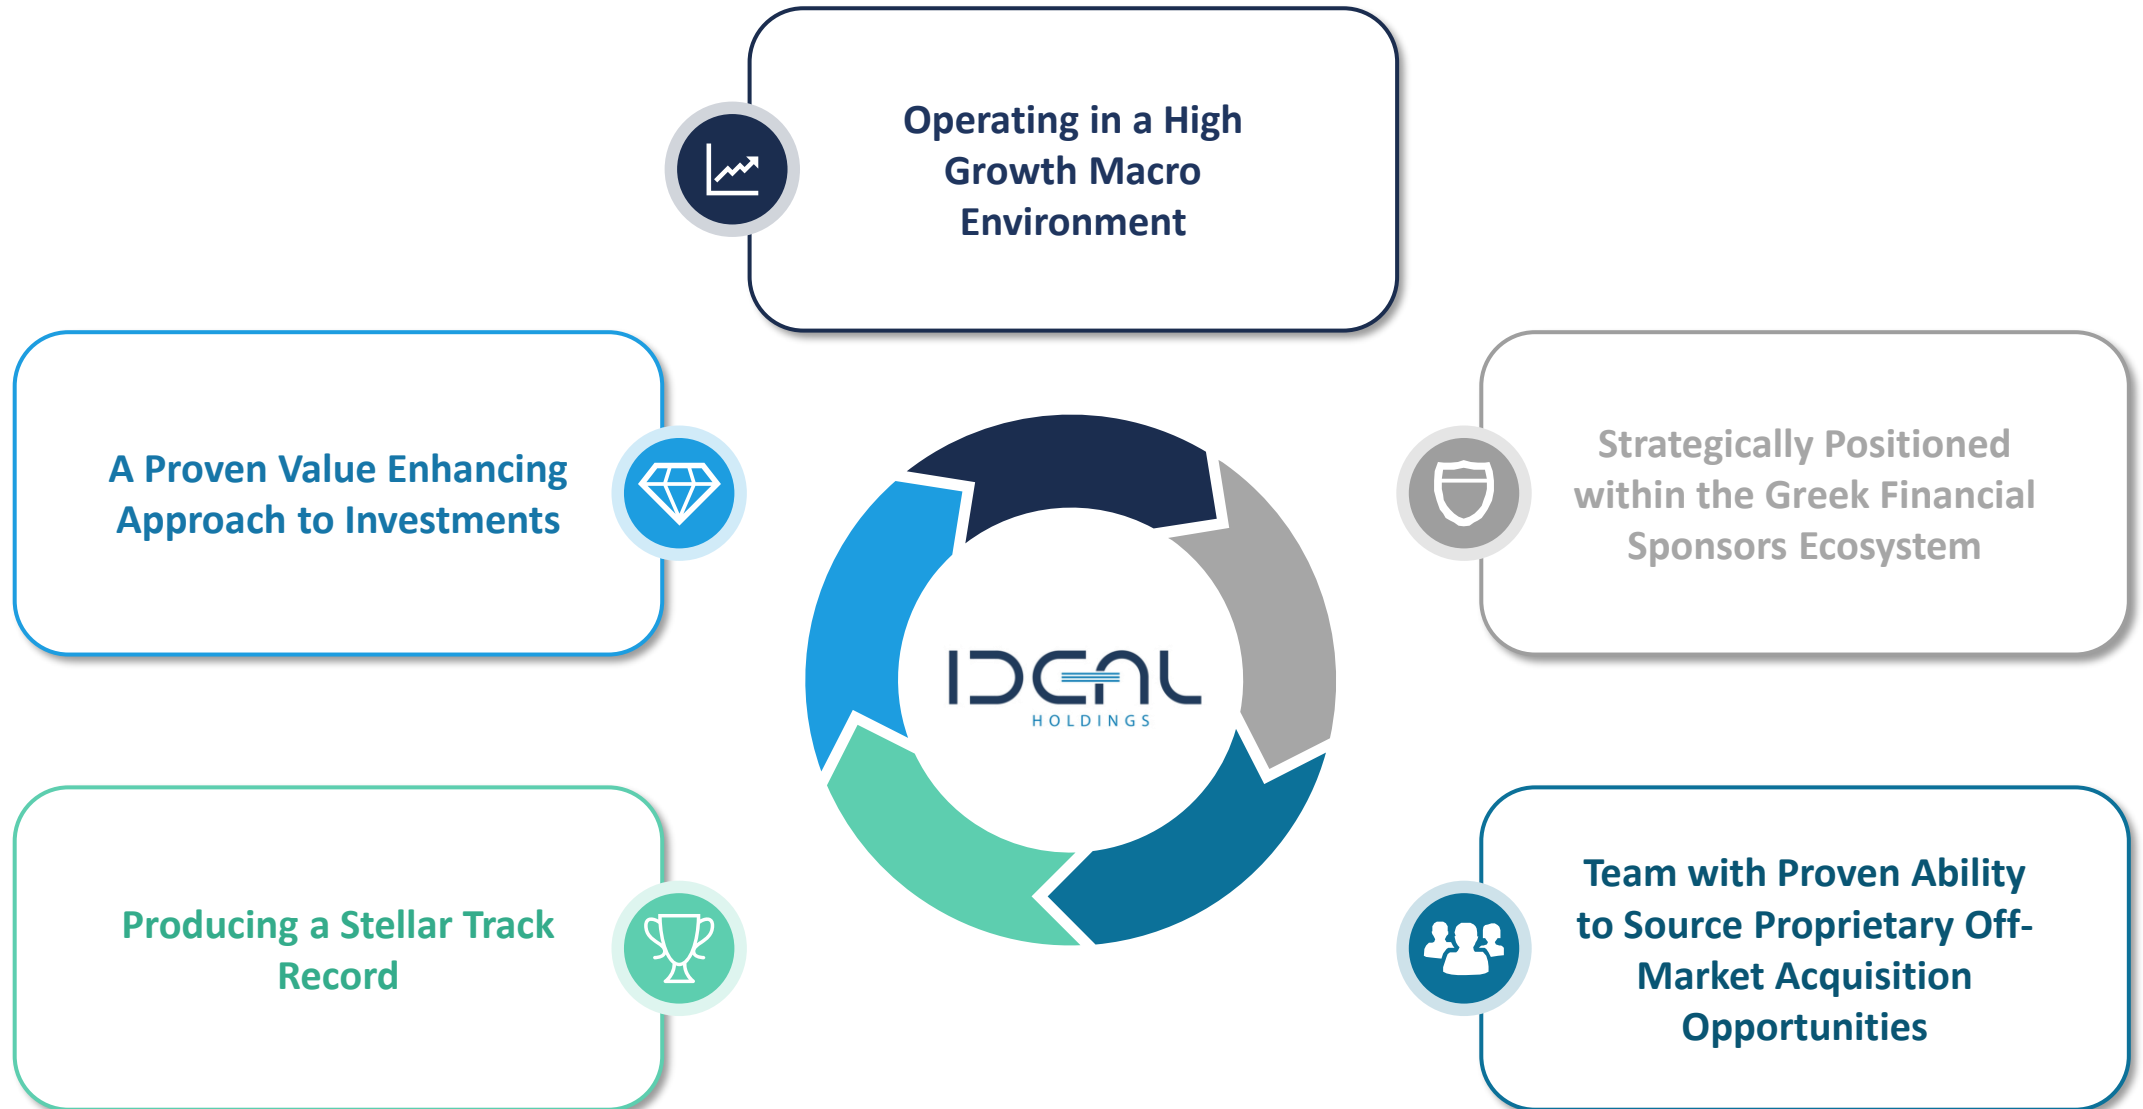 Operating in a High
Growth Macro
Environment
A Proven Value Enhancing
Approach to Investments
Strategically Positioned
within the Greek Financial
Sponsors Ecosystem
IDEAL
HOLDINGS
Producing a Stellar Track
Record
Team with Proven Ability
to Source Proprietary Off-
Market Acquisition
Opportunities